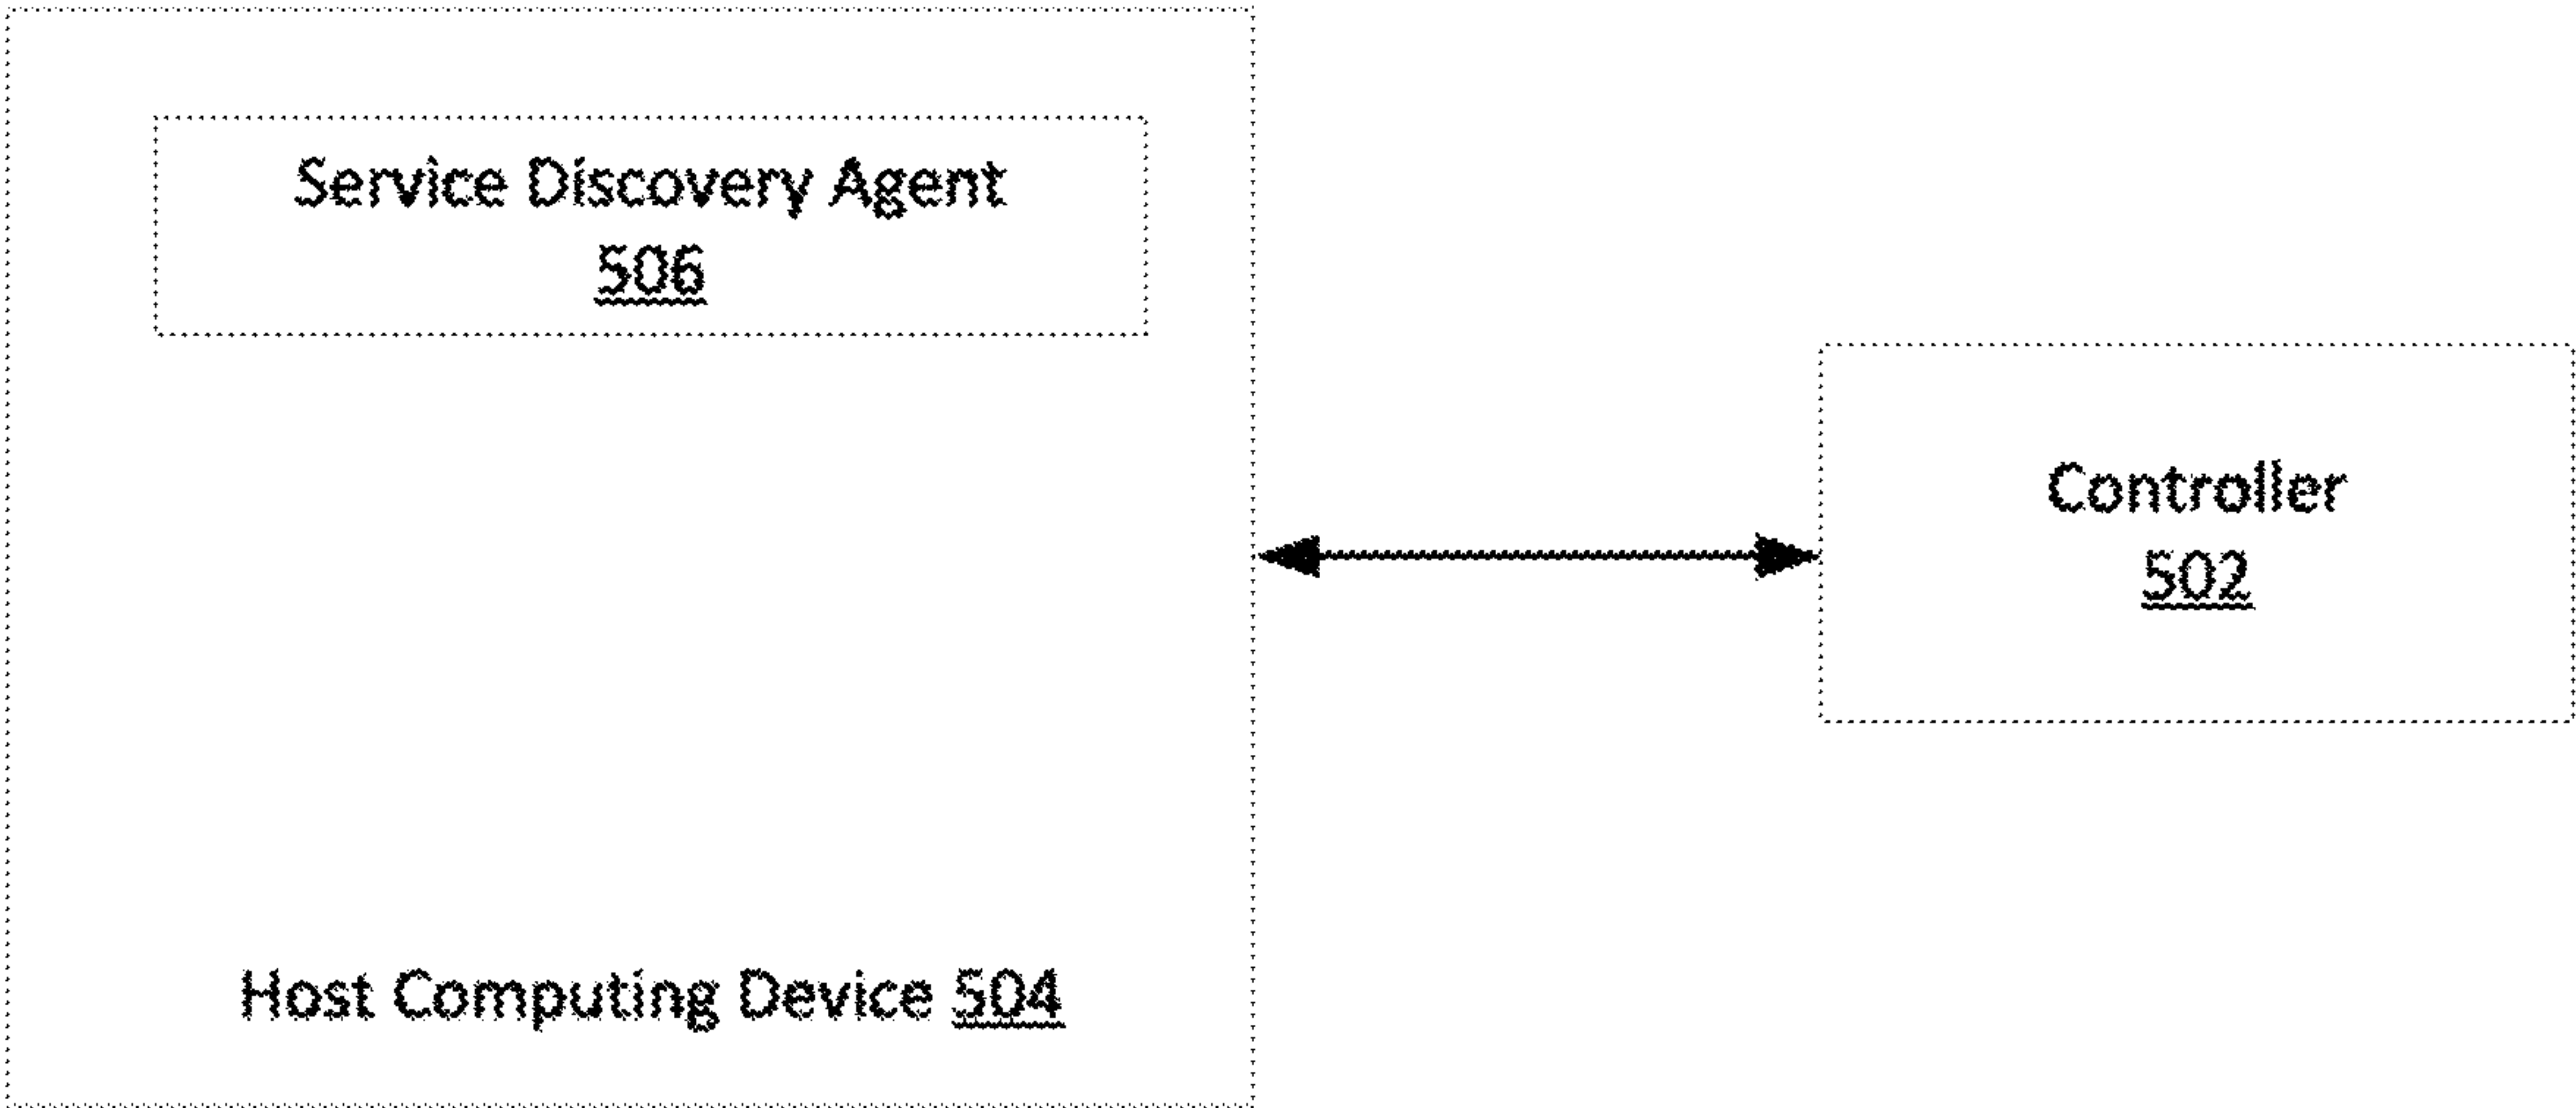 Service Discovery Agent
506
Controller
502
Host Computing Device 504